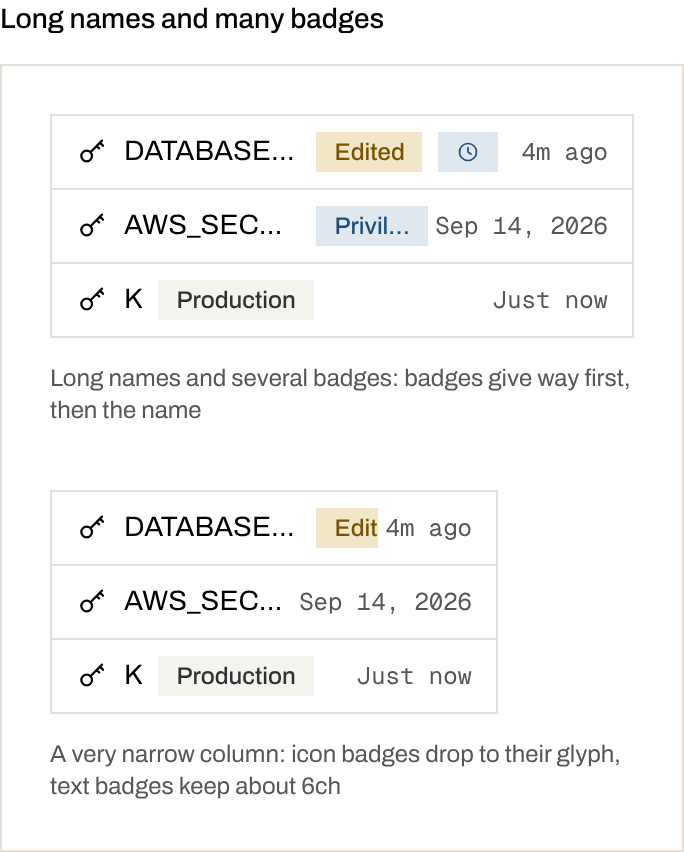 Long names and many badges
DATABASE... Edited 4m ago
AWS_SEC... Privil... Sep 14, 2026
K Production Just now
Long names and several badges: badges give way first,
then the name
DATABASE... Edit 4m ago
AWS_SEC... Sep 14, 2026
K Production Just now
A very narrow column: icon badges drop to their glyph,
text badges keep about 6ch